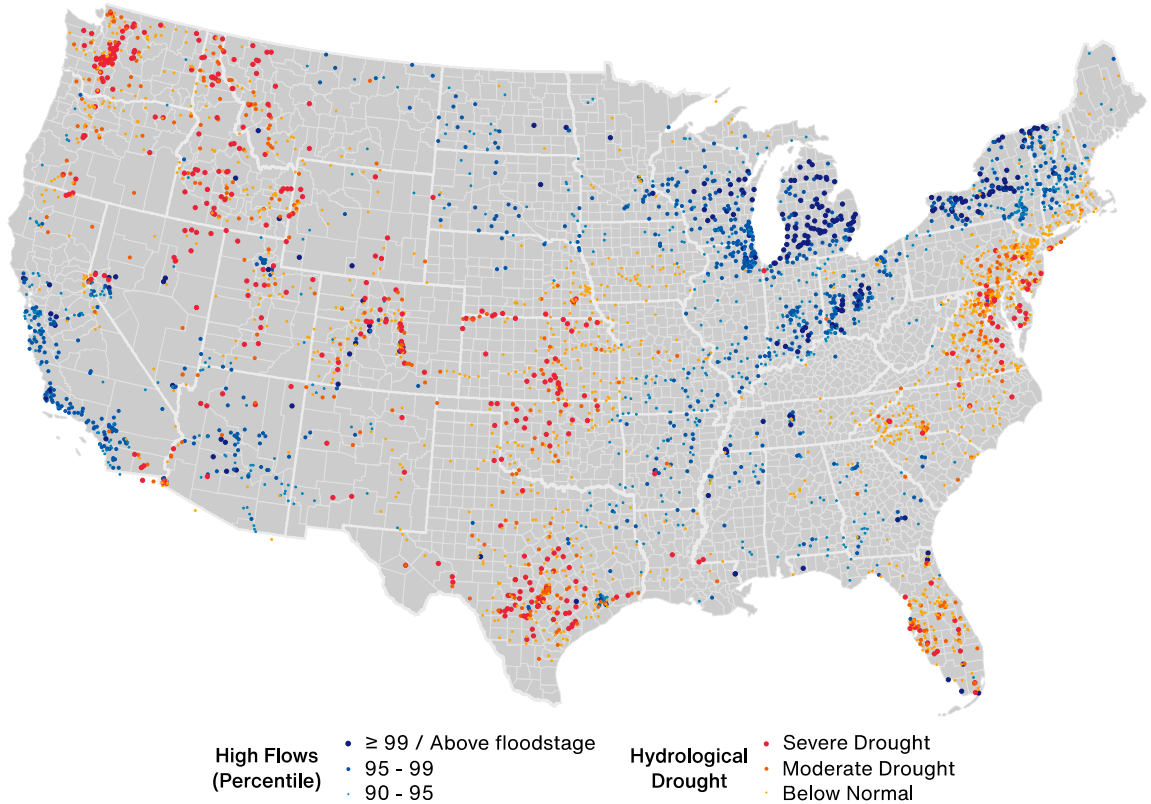 High Flows
(Percentile)
≥ 99 / Above floodstage
95 - 99
90 - 95
Hydrological
Drought
Severe Drought
Moderate Drought
Below Normal